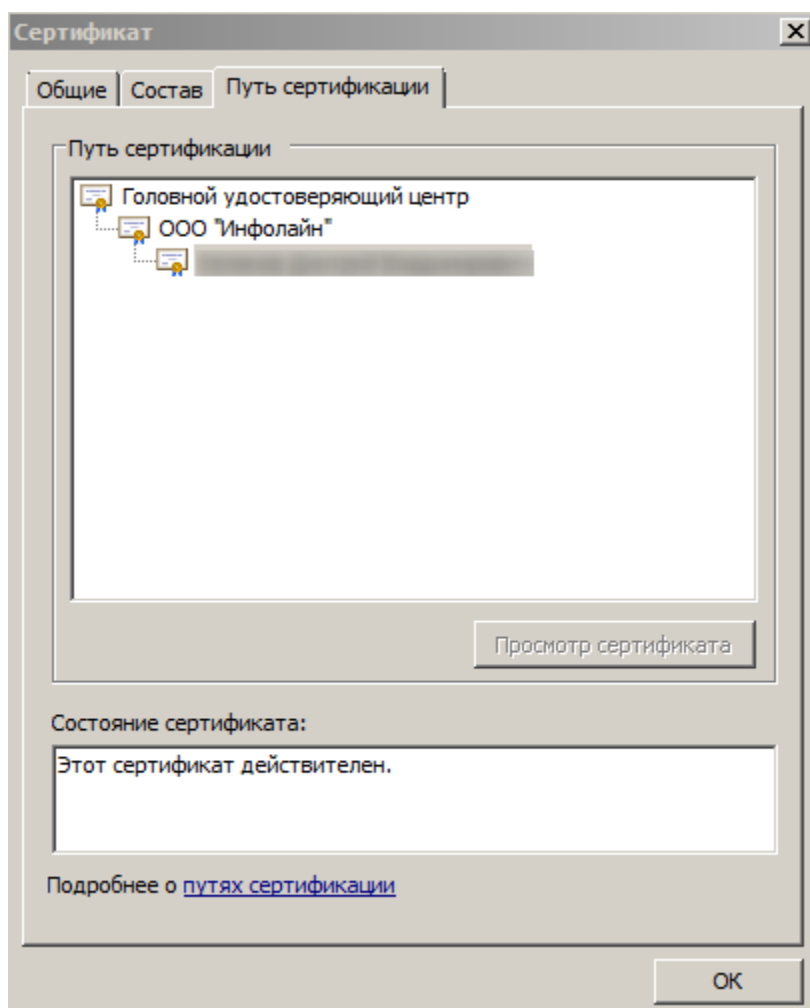 Сертификат
Общие Состав Путь сертификации
Путь сертификации
Головной удостоверяющий центр
ООО "Инфолайн"
Просмотр сертификата
Состояние сертификата:
Этот сертификат действителен.
Подробнее о путях сертификации
ОК